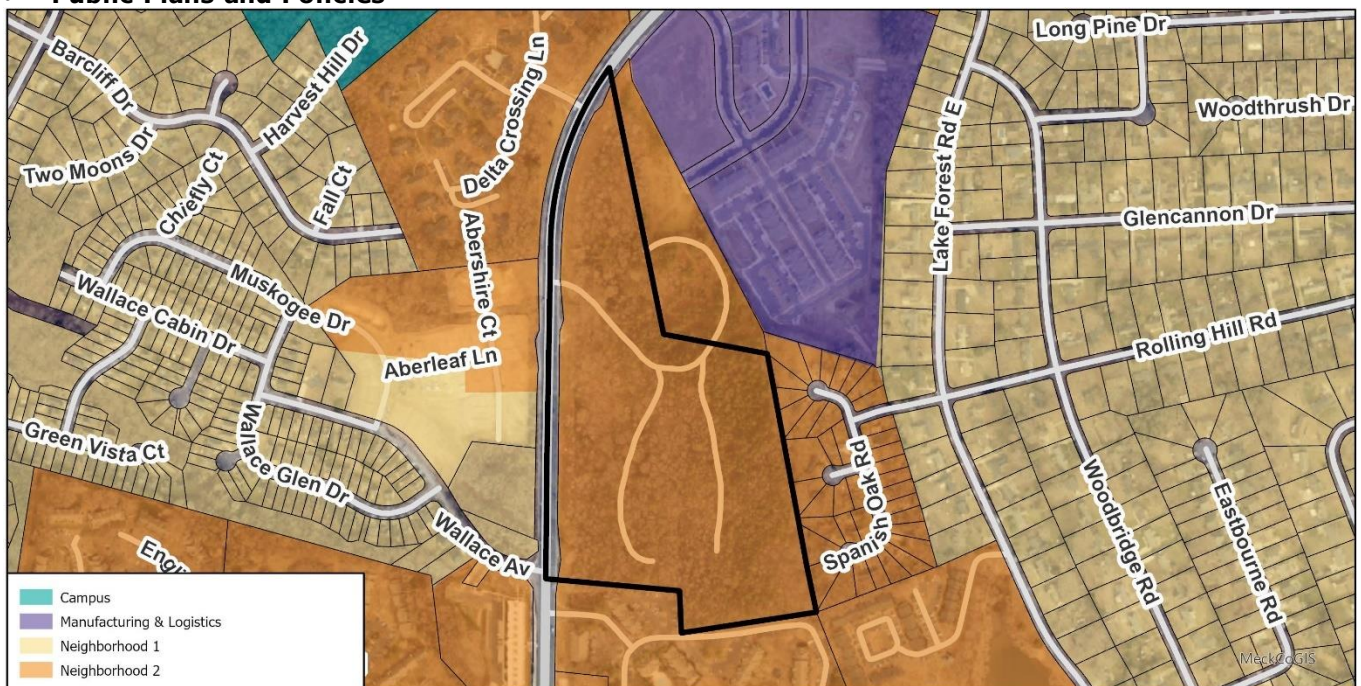 Public Plans and Policies
Long Pine Dr
Barcliff Dr
Harvest Hill Dr
Delta Crossing Ln
Woodthrush Dr
Two Moons Dr
Chiefly Ct
Fall Ct
Lake Forest Rd E
Glencannon Dr
Abershire Ct
Muskogee Dr
Wallace Cabin Dr
Rolling Hill Rd
Aberleaf Ln
Green Vista Ct
Wallace Glen Dr
Spanish Oak Rd
Woodbridge Rd
Eastbourne Rd
Wallace Av
Engli
Campus
Manufacturing & Logistics
Neighborhood 1
Neighborhood 2
MeckCoGIS